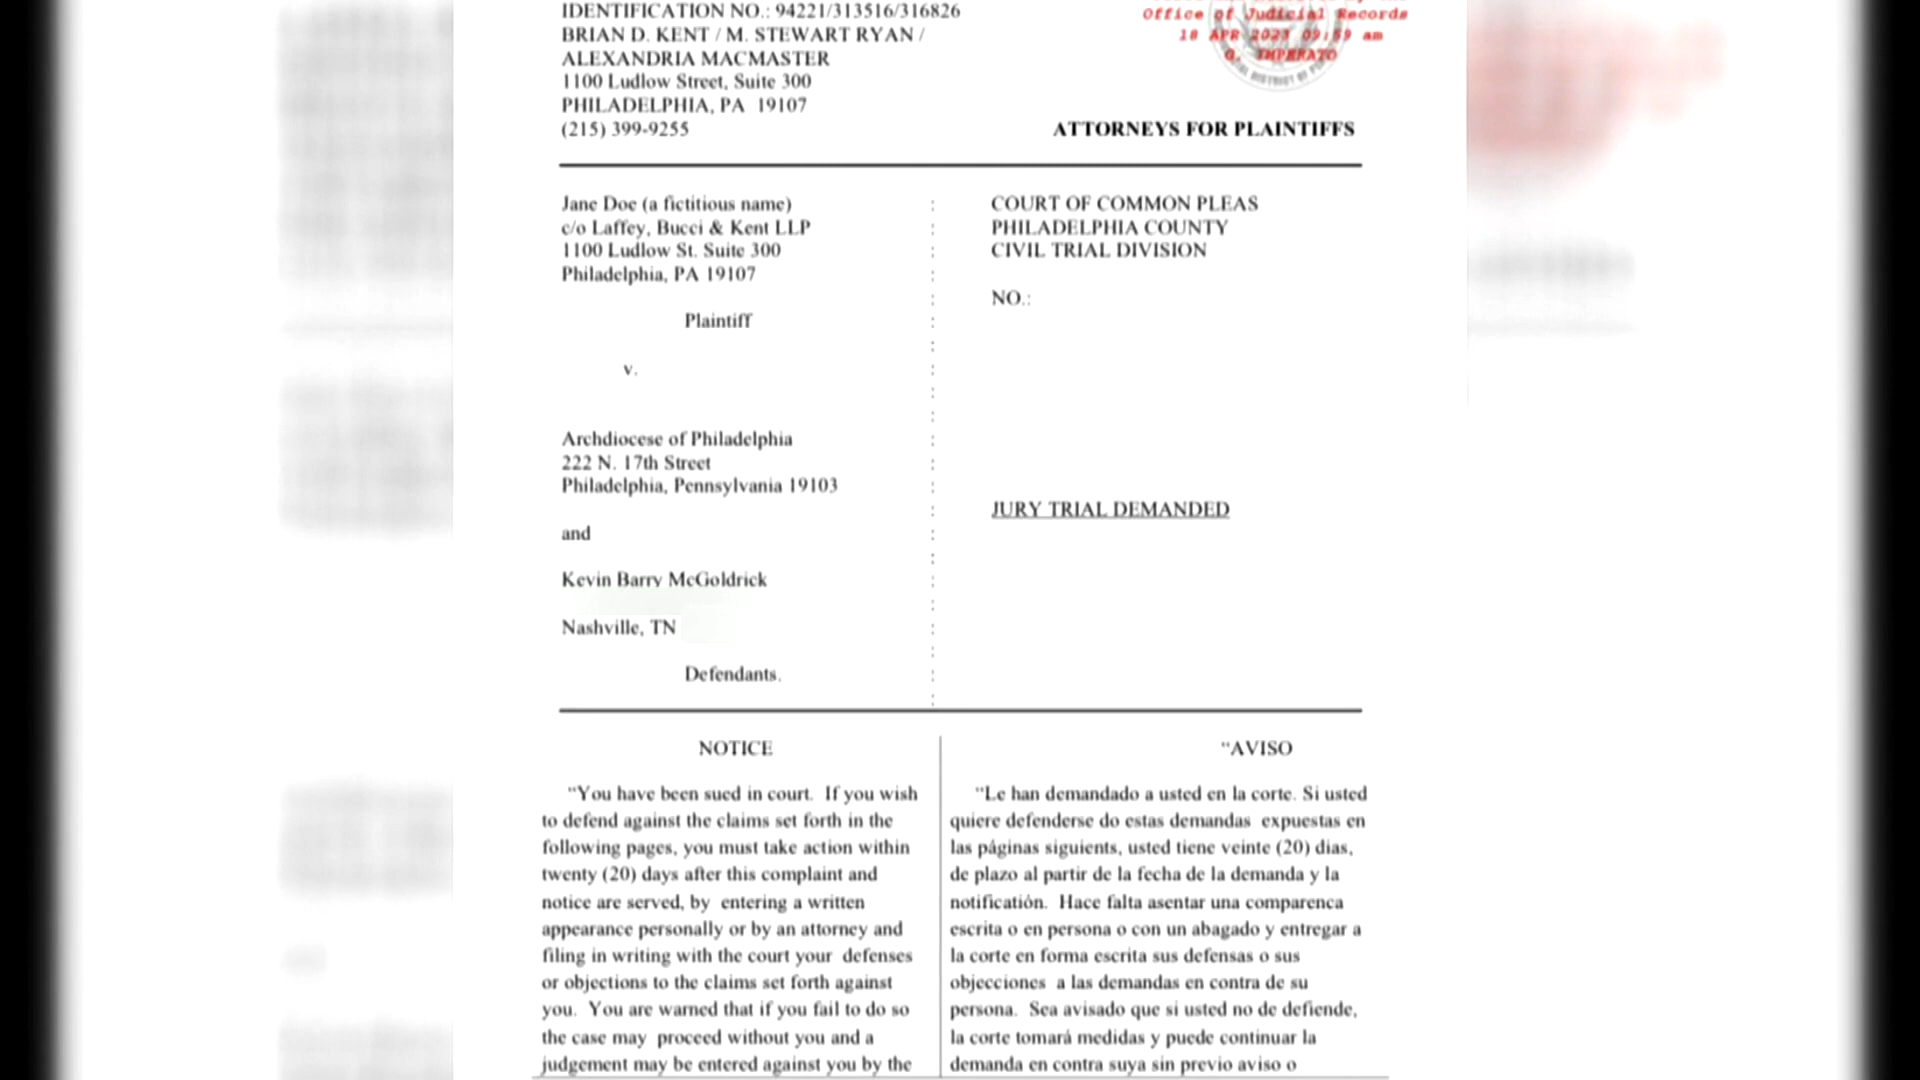 IDENTIFICATION NO.: 94221/313516/316826
BRIAN D. KENT / M. STEWART RYAN /
ALEXANDRIA MACMASTER
1100 Ludlow Street, Suite 300
PHILADELPHIA, PA 19107
(215) 399-9255
Office of Judicial Records
18 APR 2023 09:59 am
G. IMPERATO
ATTORNEYS FOR PLAINTIFFS
Jane Doe (a fictitious name)
c/o Laffey, Bucci & Kent LLP
1100 Ludlow St. Suite 300
Philadelphia, PA 19107
Plaintiff
v.
Archdiocese of Philadelphia
222 N. 17th Street
Philadelphia, Pennsylvania 19103
and
Kevin Barry McGoldrick
Nashville, TN
Defendants.
COURT OF COMMON PLEAS
PHILADELPHIA COUNTY
CIVIL TRIAL DIVISION
NO.:
JURY TRIAL DEMANDED
NOTICE
"You have been sued in court. If you wish
to defend against the claims set forth in the
following pages, you must take action within
twenty (20) days after this complaint and
notice are served, by entering a written
appearance personally or by an attorney and
filing in writing with the court your defenses
or objections to the claims set forth against
you. You are warned that if you fail to do so
the case may proceed without you and a
judgement may be entered against you by the
"AVISO
"Le han demandado a usted en la corte. Si usted
quiere defenderse do estas demandas expuestas en
las páginas siguients, usted tiene veinte (20) dias,
de plazo al partir de la fecha de la demanda y la
notificatión. Hace falta asentar una comparenca
escrita o en persona o con un abagado y entregar a
la corte en forma escrita sus defensas o sus
objecciones a las demandas en contra de su
persona. Sea avisado que si usted no de defiende,
la corte tomará medidas y puede continuar la
demanda en contra suya sin previo aviso o